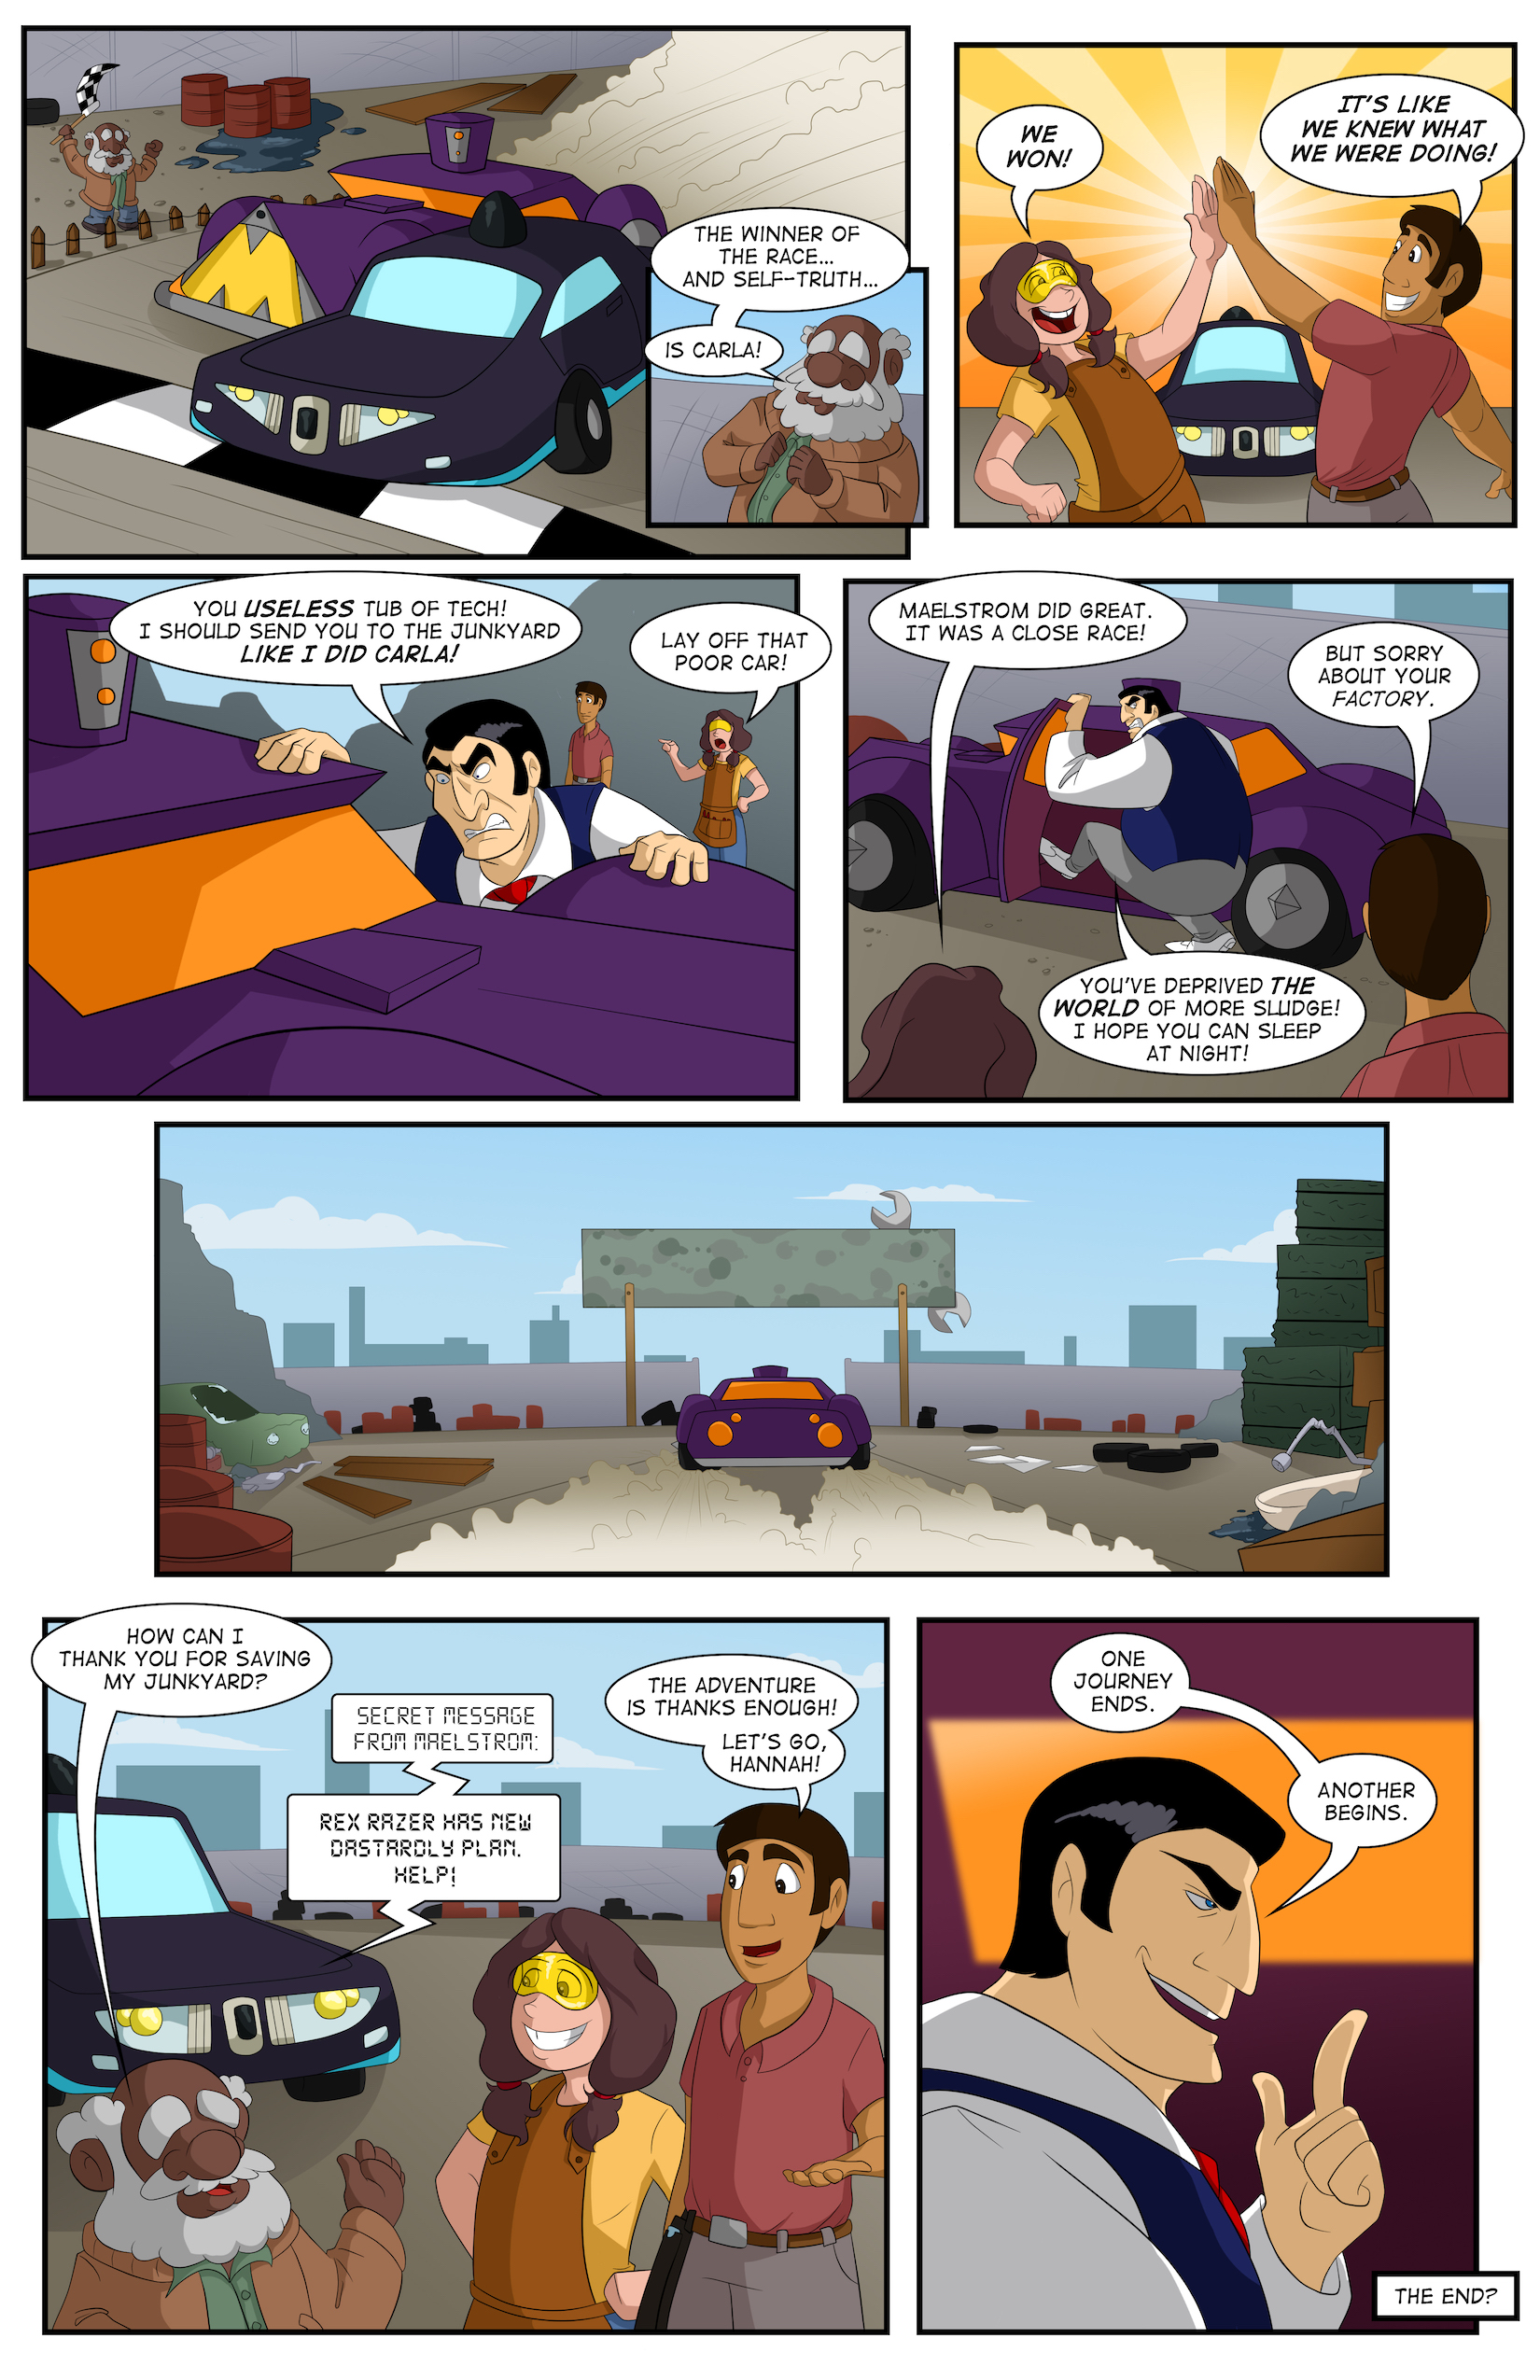 THE WINNER OF
THE RACE...
AND SELF-TRUTH...
IS CARLA!
WE
WON!
IT'S LIKE
WE KNEW WHAT
WE WERE DOING!
YOU USELESS TUB OF TECH!
I SHOULD SEND YOU TO THE JUNKYARD
LIKE I DID CARLA!
LAY OFF THAT
POOR CAR!
MAELSTROM DID GREAT.
IT WAS A CLOSE RACE!
BUT SORRY
ABOUT YOUR
FACTORY.
YOU'VE DEPRIVED THE
WORLD OF MORE SLUDGE!
I HOPE YOU CAN SLEEP
AT NIGHT!
HOW CAN I
THANK YOU FOR SAVING
MY JUNKYARD?
SECRET MESSAGE
FROM MAELSTROM:
REX RAZER HAS NEW
DASTARDLY PLAN.
HELP!
THE ADVENTURE
IS THANKS ENOUGH!
LET'S GO,
HANNAH!
ONE
JOURNEY
ENDS.
ANOTHER
BEGINS.
THE END?